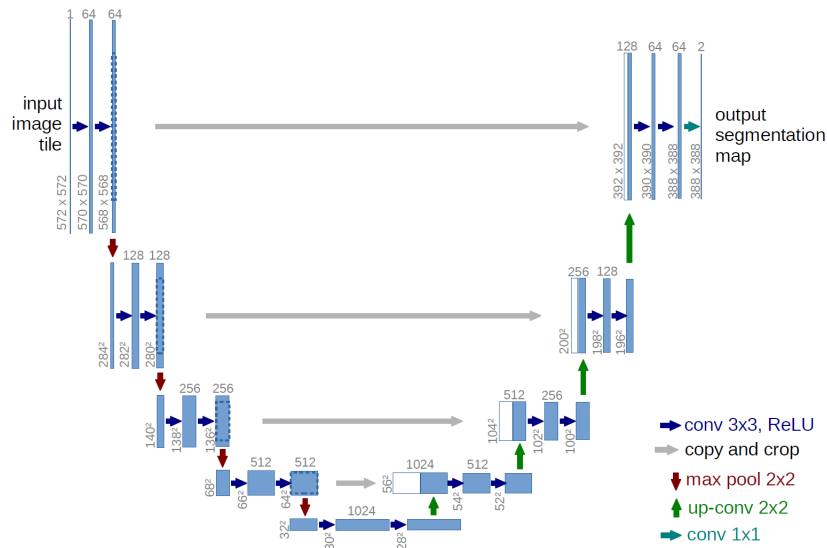 1 64 64
128 64 64 2
input
image
tile
output
segmentation
map
572 x 572
570 x 570
568 x 568
392 x 392
390 x 390
388 x 388
388 x 388
128 128
256 128
284²
282²
280²
200²
198²
196²
256 256
512 256
140²
138²
136²
104²
102²
100²
512 512
1024 512
68²
66²
64²
56²
54²
52²
1024
32²
30²
28²
conv 3x3, ReLU
copy and crop
max pool 2x2
up-conv 2x2
conv 1x1